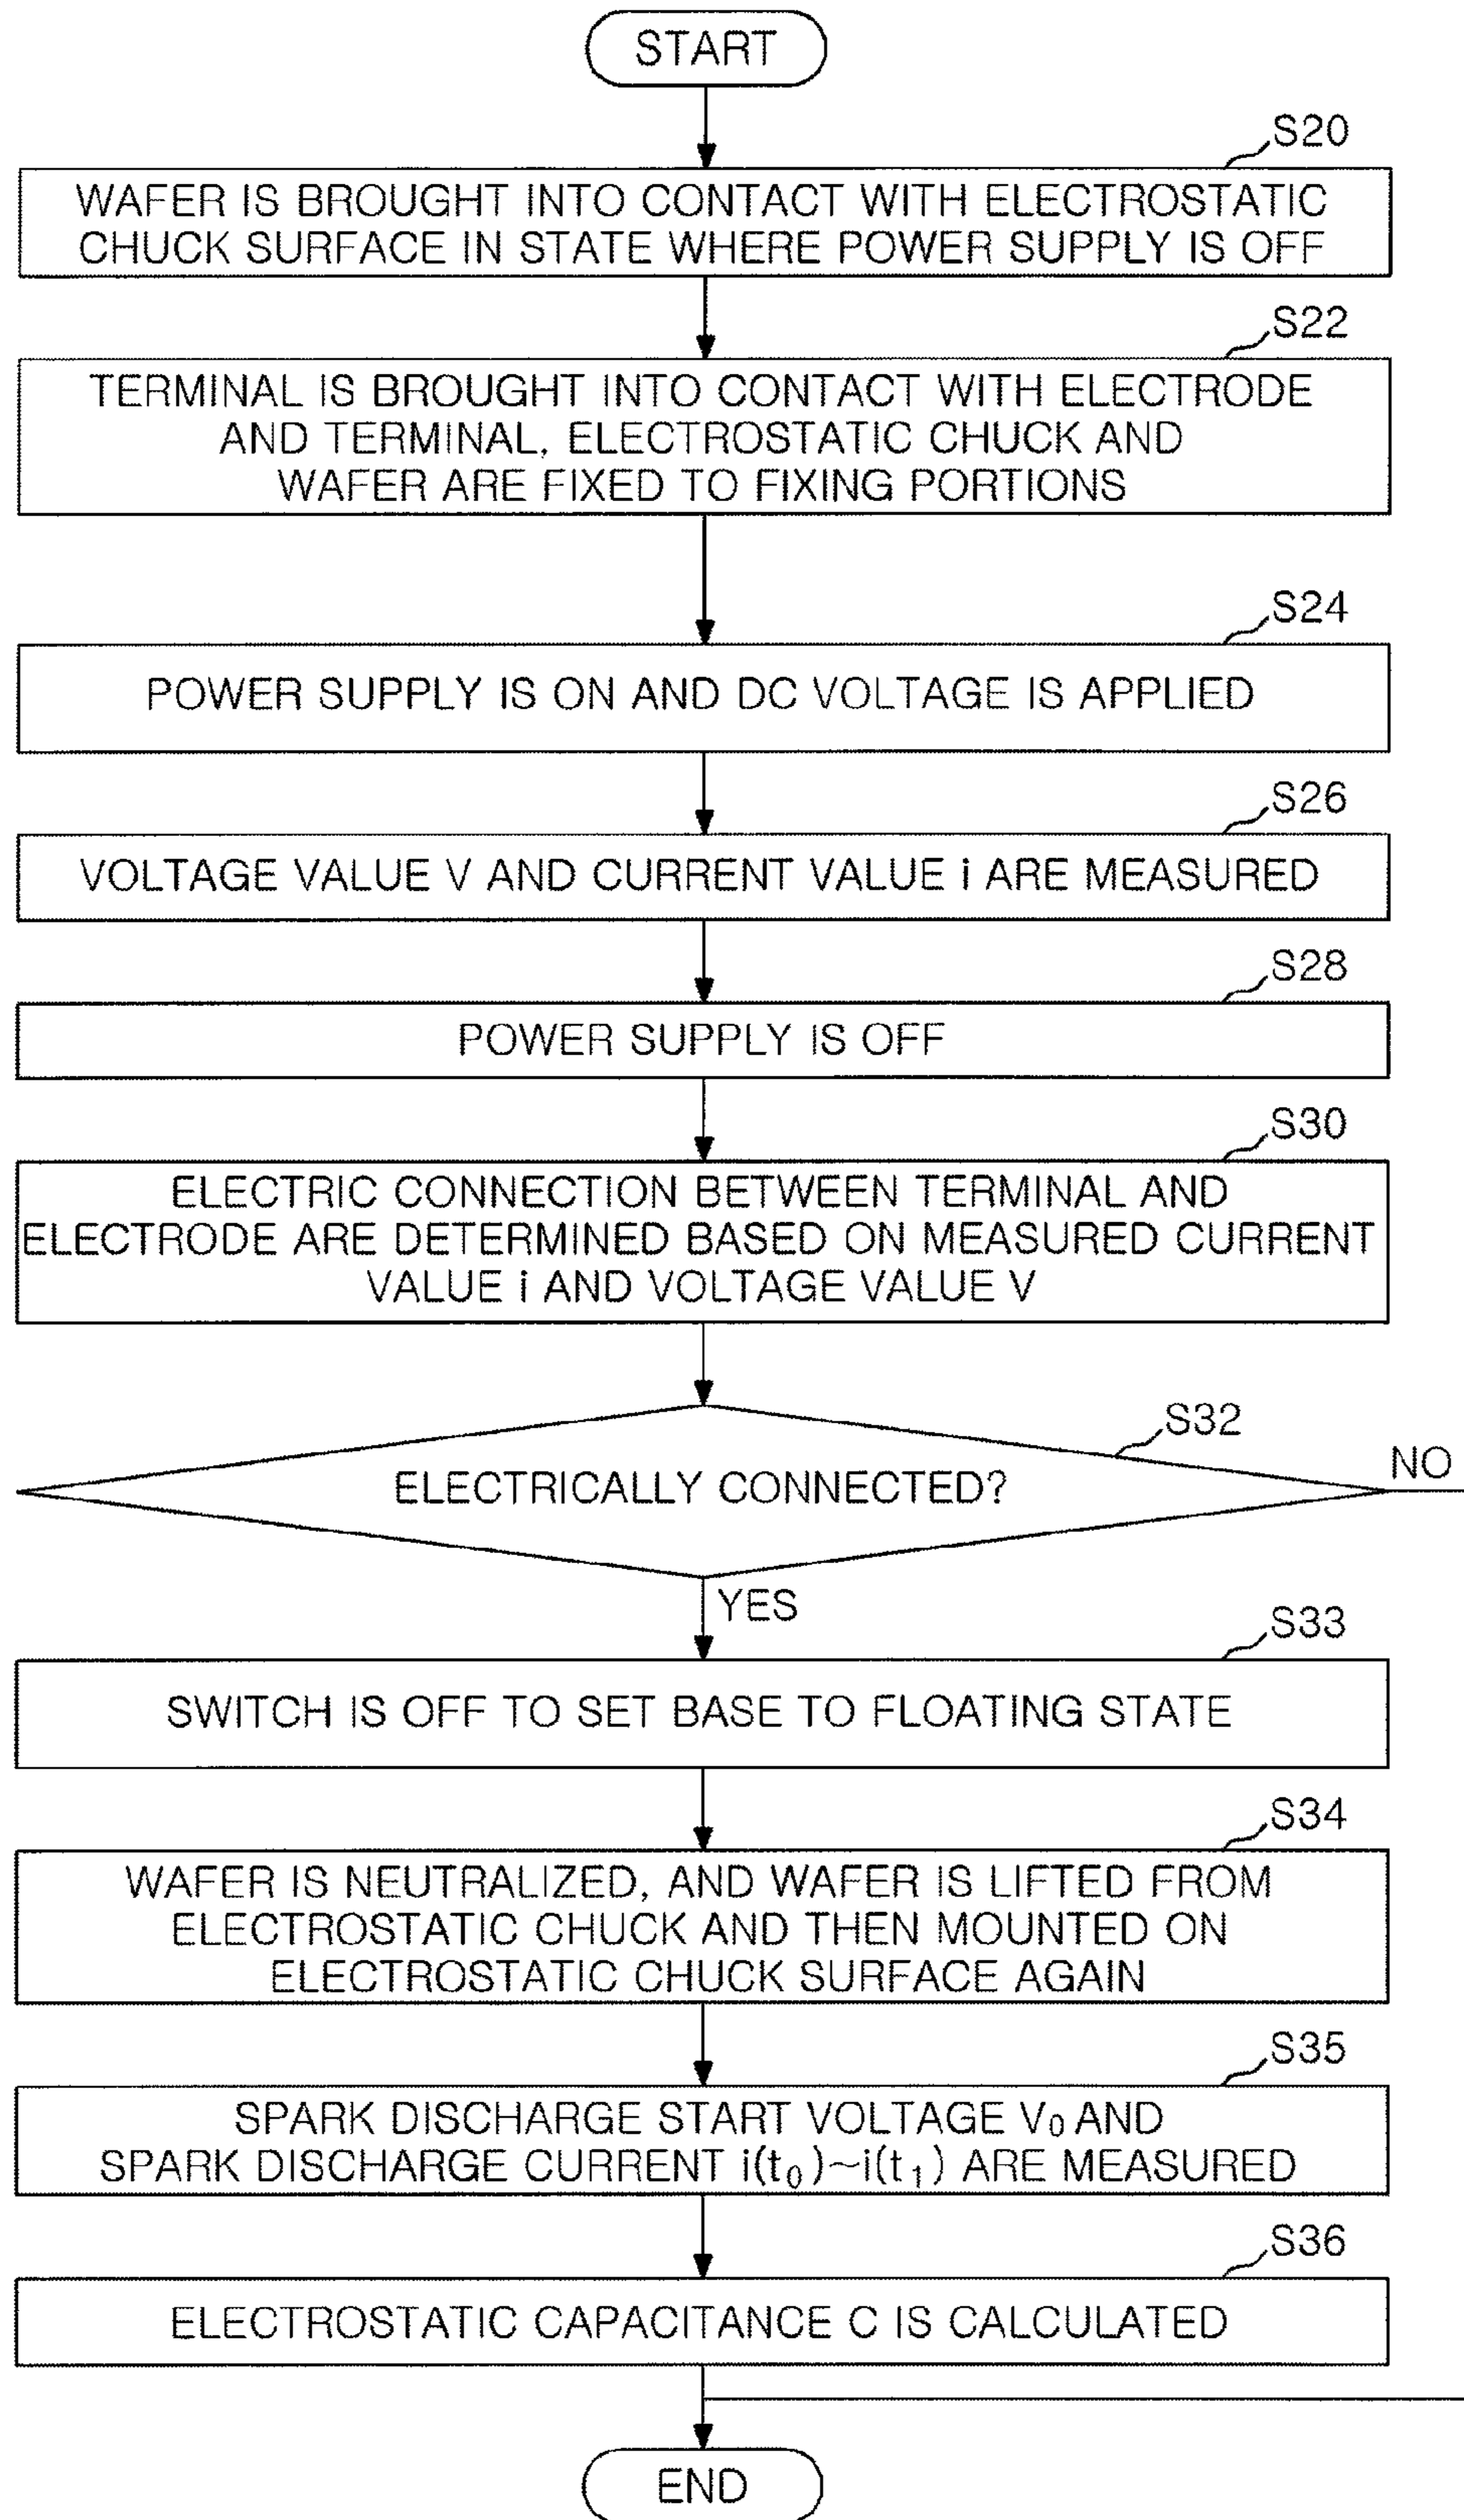 START
S20
WAFER IS BROUGHT INTO CONTACT WITH ELECTROSTATIC
CHUCK SURFACE IN STATE WHERE POWER SUPPLY IS OFF
S22
TERMINAL IS BROUGHT INTO CONTACT WITH ELECTRODE
AND TERMINAL, ELECTROSTATIC CHUCK AND
WAFER ARE FIXED TO FIXING PORTIONS
S24
POWER SUPPLY IS ON AND DC VOLTAGE IS APPLIED
S26
VOLTAGE VALUE V AND CURRENT VALUE i ARE MEASURED
S28
POWER SUPPLY IS OFF
S30
ELECTRIC CONNECTION BETWEEN TERMINAL AND
ELECTRODE ARE DETERMINED BASED ON MEASURED CURRENT
VALUE i AND VOLTAGE VALUE V
S32
ELECTRICALLY CONNECTED?
NO
YES
S33
SWITCH IS OFF TO SET BASE TO FLOATING STATE
S34
WAFER IS NEUTRALIZED, AND WAFER IS LIFTED FROM
ELECTROSTATIC CHUCK AND THEN MOUNTED ON
ELECTROSTATIC CHUCK SURFACE AGAIN
S35
SPARK DISCHARGE START VOLTAGE V₀ AND
SPARK DISCHARGE CURRENT i(t₀)~i(t₁) ARE MEASURED
S36
ELECTROSTATIC CAPACITANCE C IS CALCULATED
END